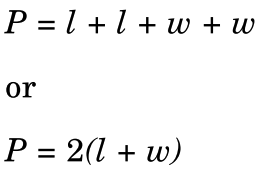 P = l + l + w + w
or
P = 2(l + w)